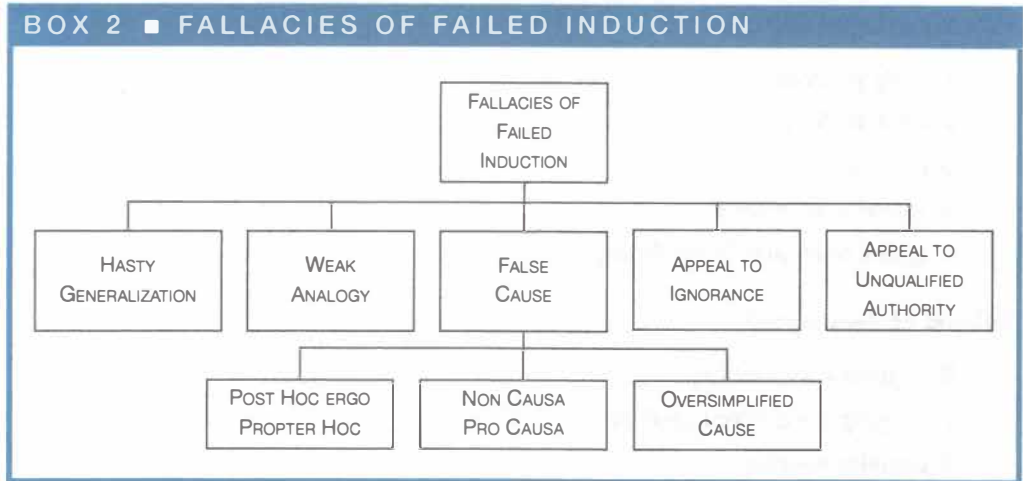 BOX 2 ■ FALLACIES OF FAILED INDUCTION
FALLACIES OF
FAILED
INDUCTION
HASTY
GENERALIZATION
WEAK
ANALOGY
FALSE
CAUSE
APPEAL TO
IGNORANCE
APPEAL TO
UNQUALIFIED
AUTHORITY
POST HOC ERGO
PROPTER HOC
NON CAUSA
PRO CAUSA
OVERSIMPLIFIED
CAUSE